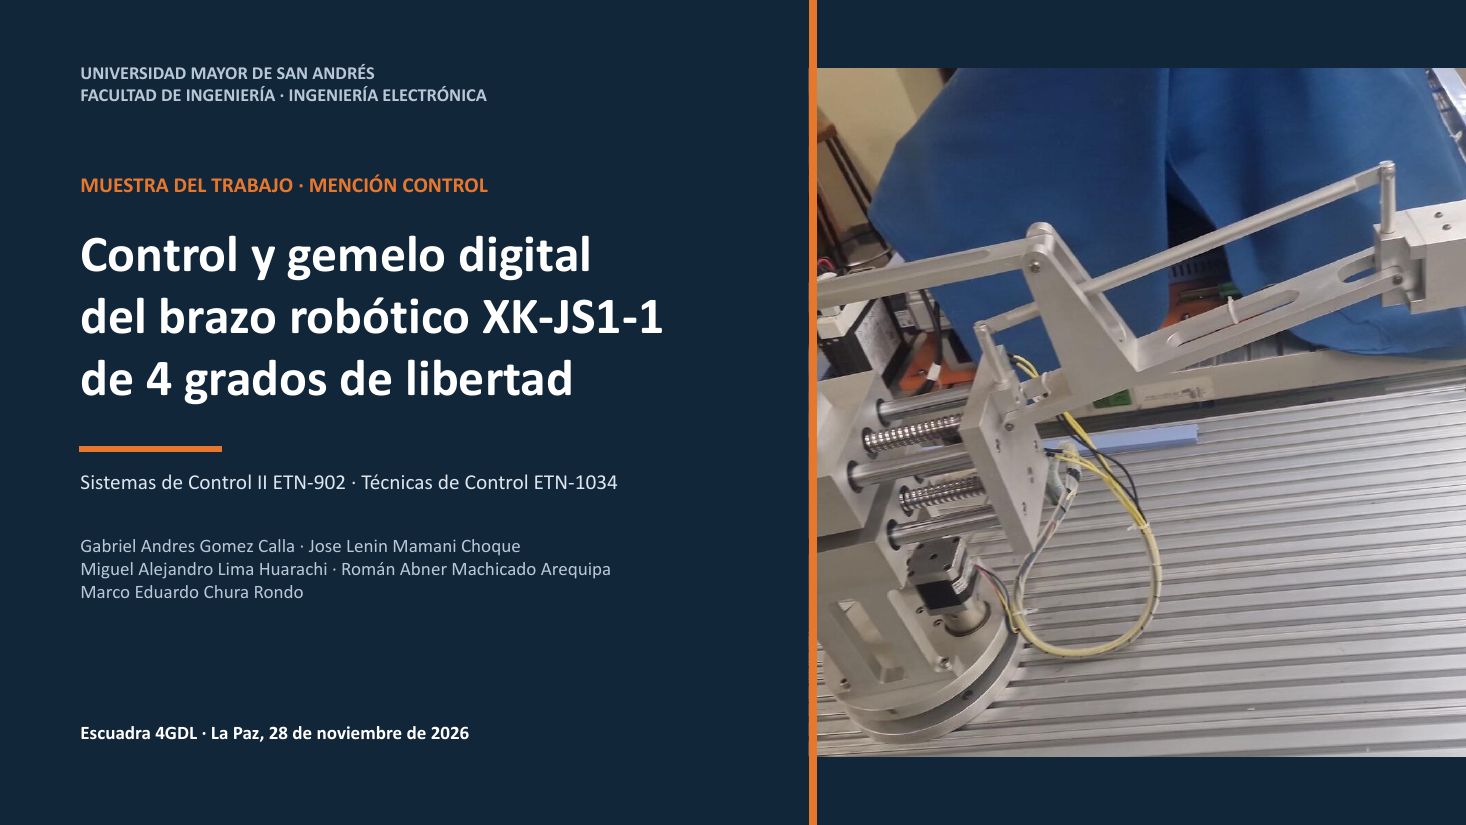 UNIVERSIDAD MAYOR DE SAN ANDRÉS
FACULTAD DE INGENIERÍA · INGENIERÍA ELECTRÓNICA
MUESTRA DEL TRABAJO · MENCIÓN CONTROL
Control y gemelo digital
del brazo robótico XK-JS1-1
de 4 grados de libertad
Sistemas de Control II ETN-902 · Técnicas de Control ETN-1034
Gabriel Andres Gomez Calla · Jose Lenin Mamani Choque
Miguel Alejandro Lima Huarachi · Román Abner Machicado Arequipa
Marco Eduardo Chura Rondo
Escuadra 4GDL · La Paz, 28 de noviembre de 2026